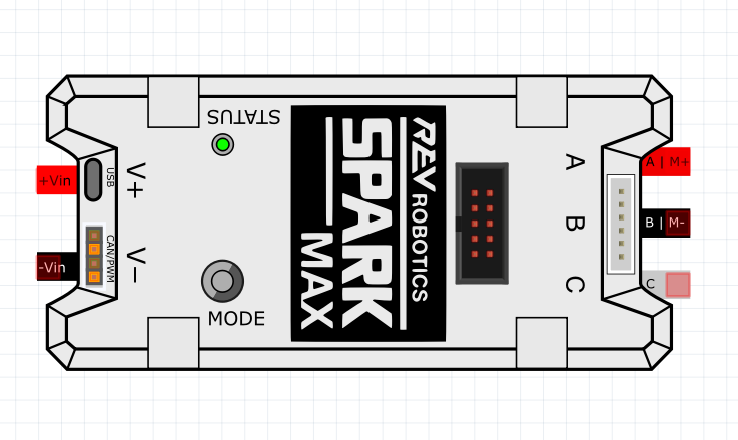 STATUS
+Vin
USB
V+
CAN/PWM
V-
-Vin
MODE
REV ROBOTICS
SPARK
MAX
A
B
C
A | M+
B | M-
C